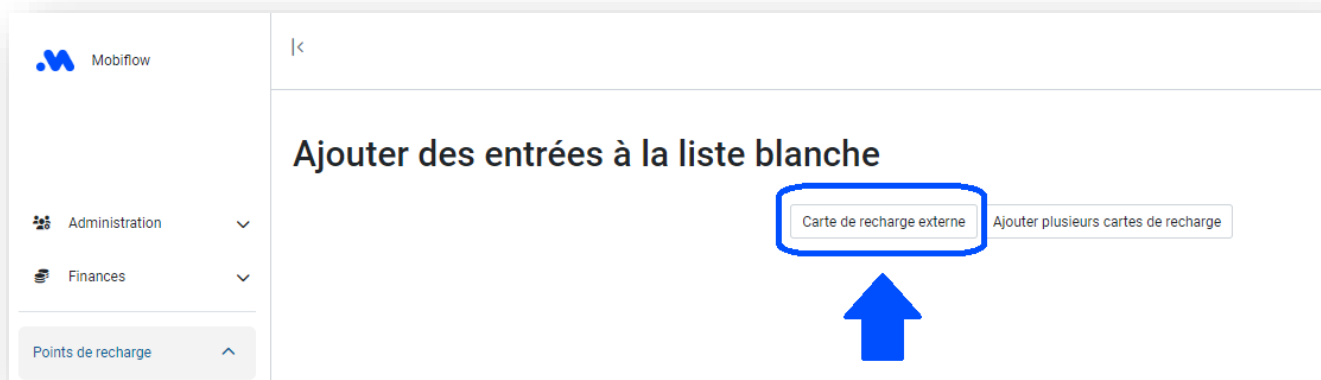 Mobiflow
Ajouter des entrées à la liste blanche
Carte de recharge externe
Ajouter plusieurs cartes de recharge
Administration
Finances
Points de recharge